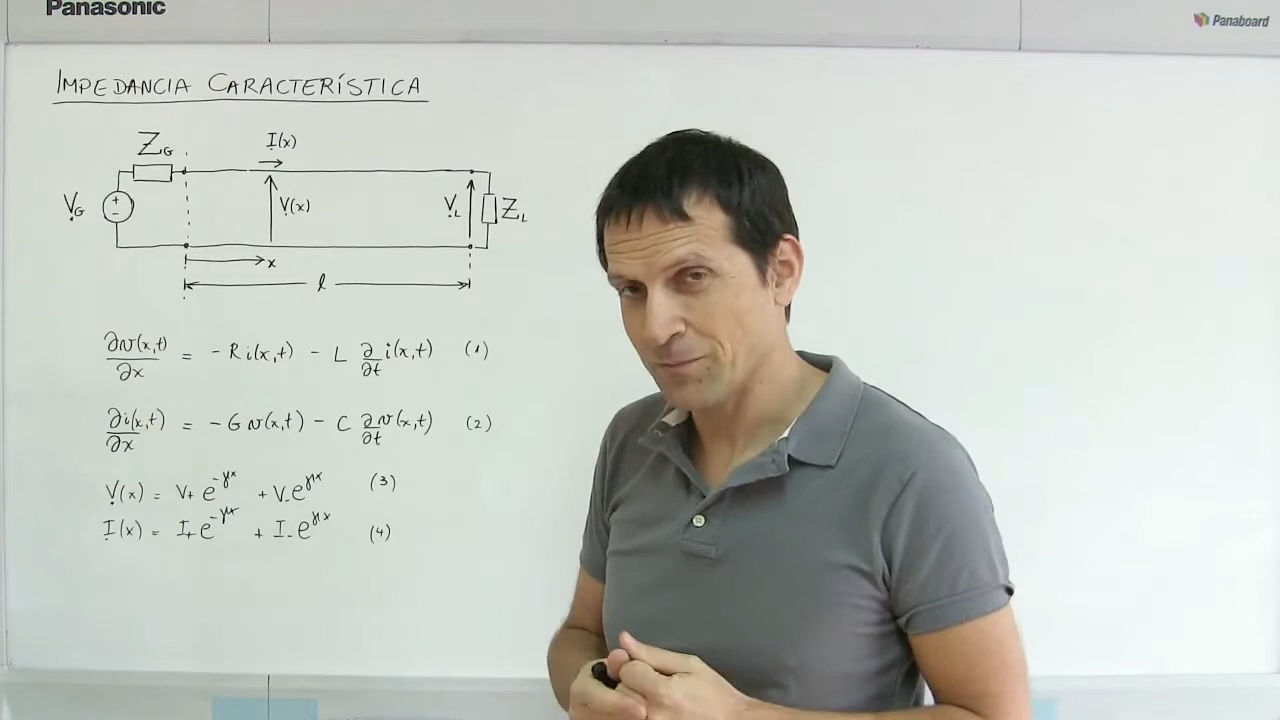 Panasonic
Panaboard
IMPEDANCIA CARACTERÍSTICA
Z_G
I(x)
V_G
+
-
V(x)
V_L
Z_L
x
l
∂v(x,t)/∂x = - R i(x,t) - L ∂/∂t i(x,t) (1)
∂i(x,t)/∂x = - G v(x,t) - C ∂/∂t v(x,t) (2)
V(x) = V+ e^-γx + V- e^γx (3)
I(x) = I+ e^-γx + I- e^γx (4)